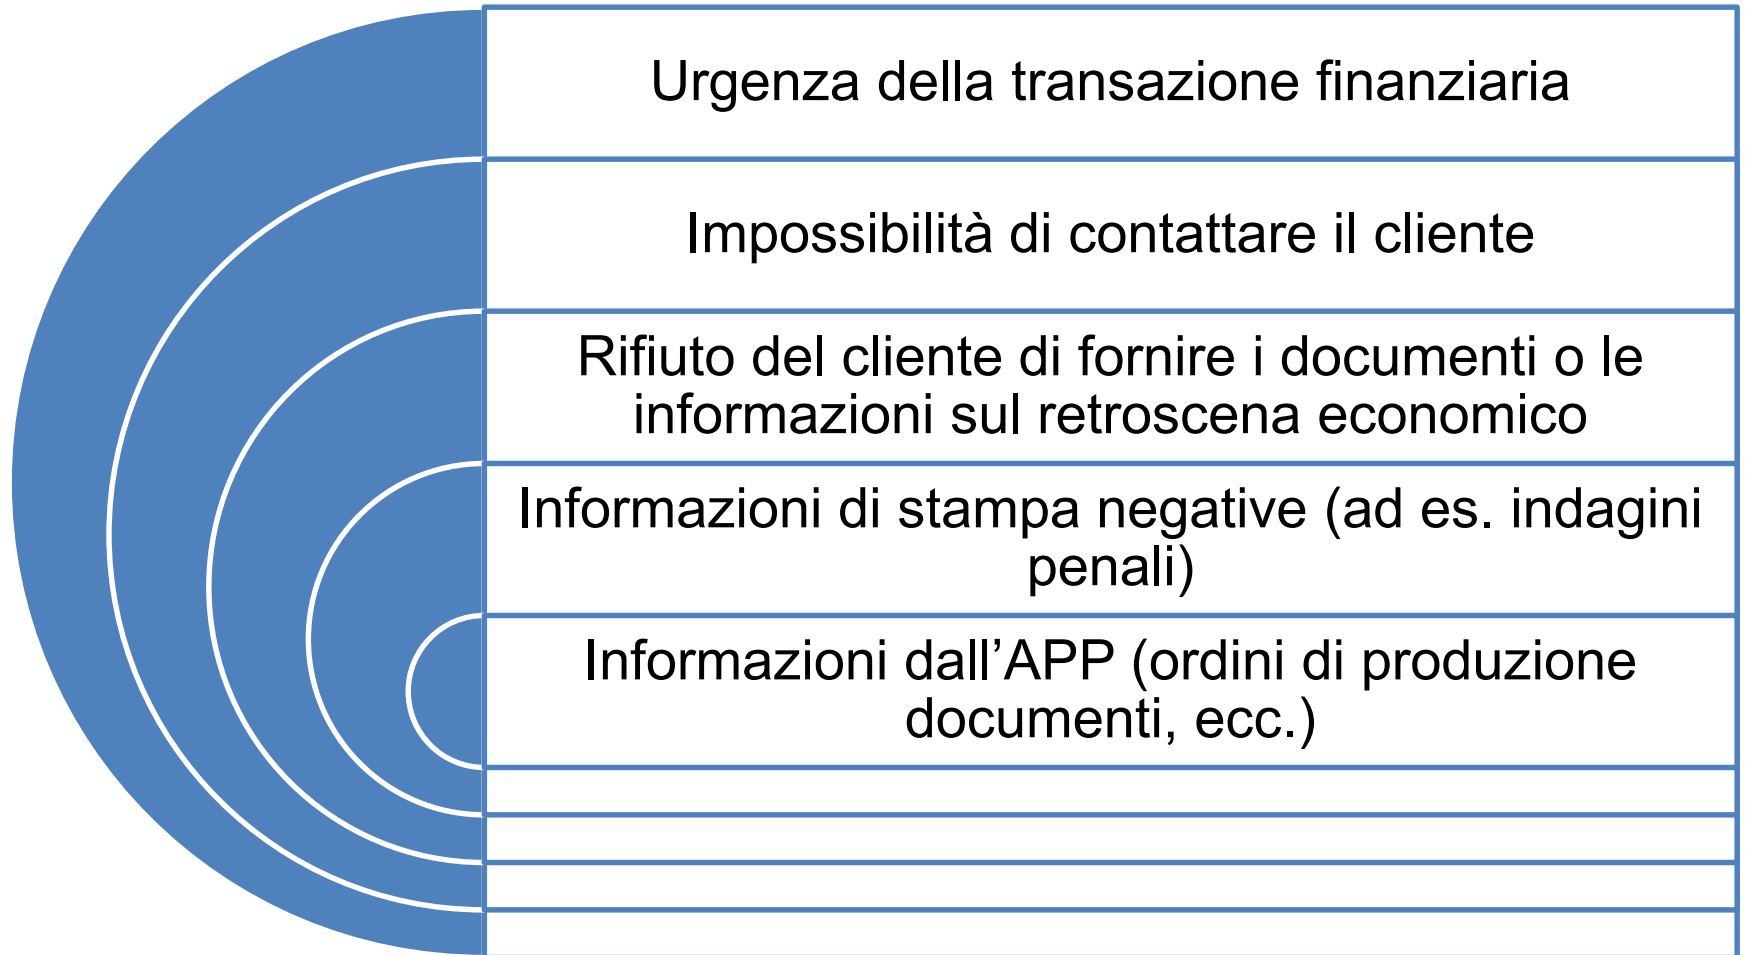 Urgenza della transazione finanziaria
Impossibilità di contattare il cliente
Rifiuto del cliente di fornire i documenti o le
informazioni sul retroscena economico
Informazioni di stampa negative (ad es. indagini
penali)
Informazioni dall’APP (ordini di produzione
documenti, ecc.)